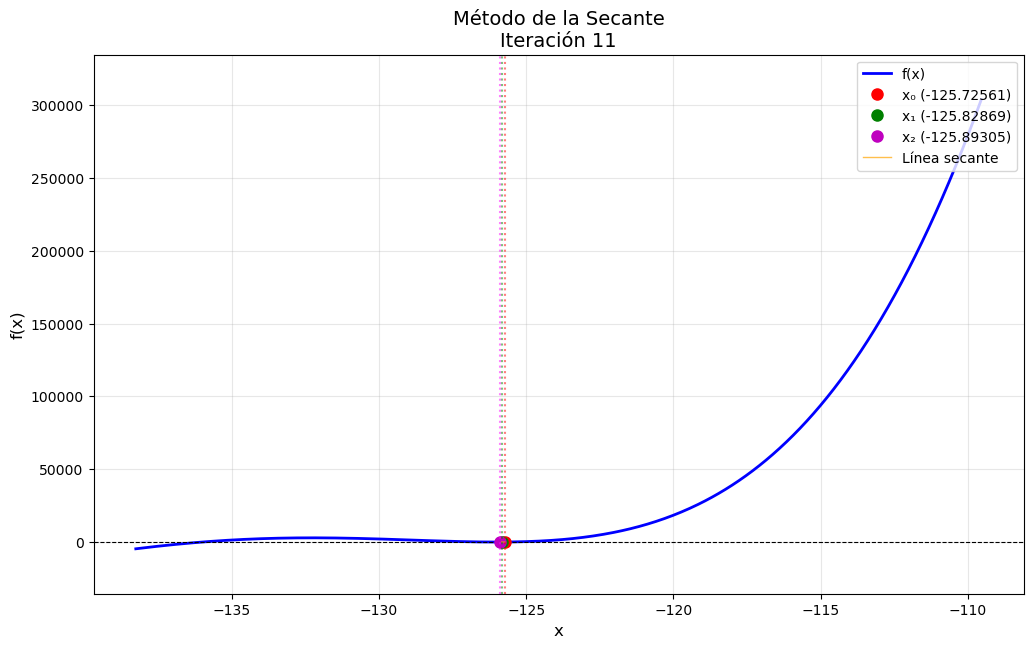 Método de la Secante
Iteración 11
f(x)
x₀ (-125.72561)
x₁ (-125.82869)
x₂ (-125.89305)
Línea secante
300000
250000
200000
150000
100000
50000
0
f(x)
−135
−130
−125
−120
−115
−110
x